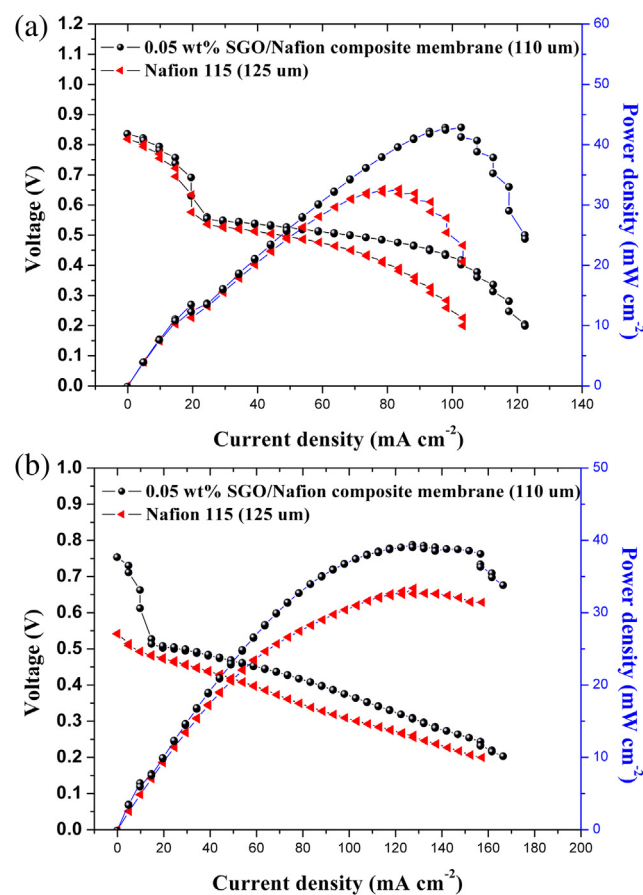 (a)
1.2
1.1
1.0
0.9
0.8
0.7
0.6
0.5
0.4
0.3
0.2
0.1
0.0
Voltage (V)
0.05 wt% SGO/Nafion composite membrane (110 um)
Nafion 115 (125 um)
60
50
40
30
20
10
0
Power density (mW cm-2)
0 20 40 60 80 100 120 140
Current density (mA cm-2)
(b)
1.0
0.9
0.8
0.7
0.6
0.5
0.4
0.3
0.2
0.1
0.0
Voltage (V)
0.05 wt% SGO/Nafion composite membrane (110 um)
Nafion 115 (125 um)
50
40
30
20
10
0
Power density (mW cm-2)
0 20 40 60 80 100 120 140 160 180 200
Current density (mA cm-2)